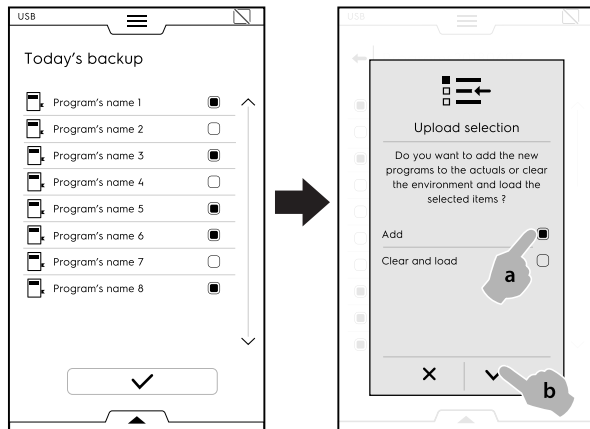 USB
Today's backup
Program's name 1
Program's name 2
Program's name 3
Program's name 4
Program's name 5
Program's name 6
Program's name 7
Program's name 8
USB
Upload selection
Do you want to add the new
programs to the actuals or clear
the environment and load the
selected items ?
Add
Clear and load
a
b